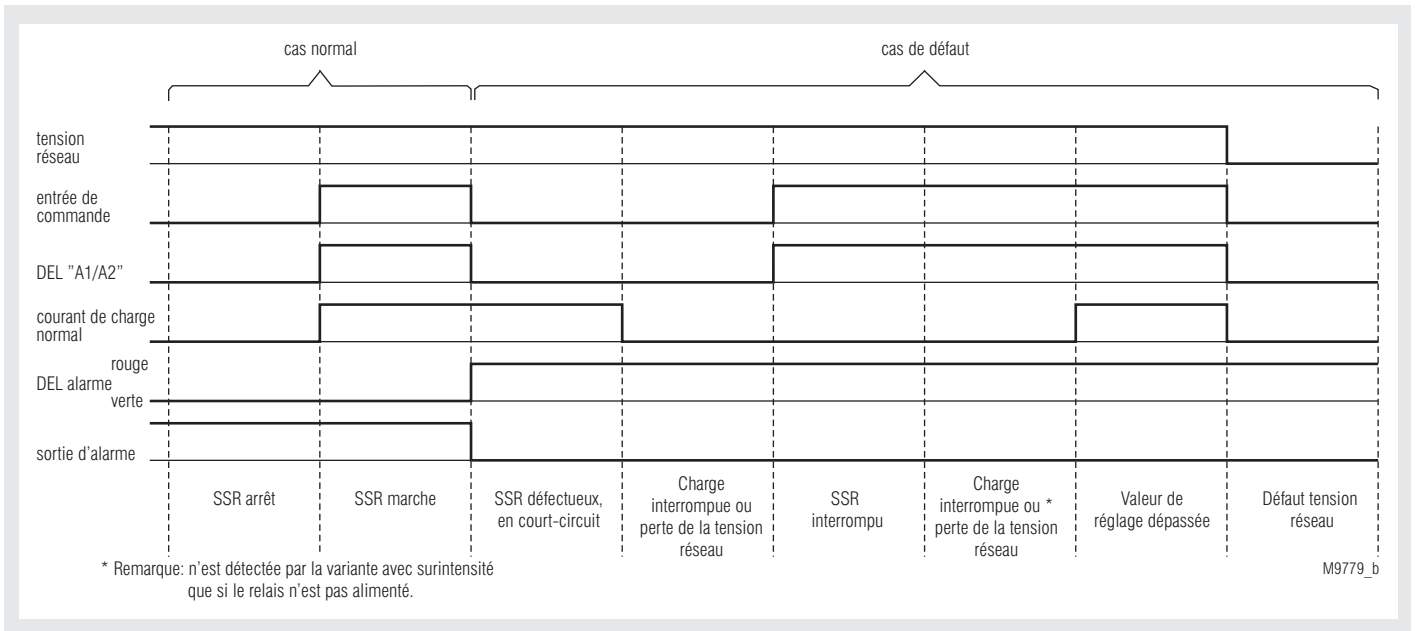 cas normal
cas de défaut
tension
réseau
entrée de
commande
DEL ”A1/A2”
courant de charge
normal
rouge
DEL alarme
verte
sortie d’alarme
SSR arrêt
SSR marche
SSR défectueux,
en court-circuit
Charge
interrompue ou
perte de la tension
réseau
SSR
interrompu
Charge
interrompue ou *
perte de la tension
réseau
Valeur de
réglage dépassée
Défaut tension
réseau
* Remarque: n’est détectée par la variante avec surintensité
que si le relais n’est pas alimenté.
M9779_b